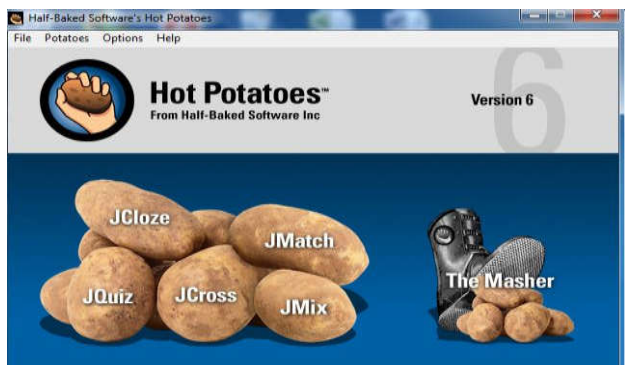 Half-Baked Software's Hot Potatoes
File Potatoes Options Help
Hot Potatoes™
From Half-Baked Software Inc
Version 6
6
JCloze
JMatch
JQuiz
JCross
JMix
The Masher